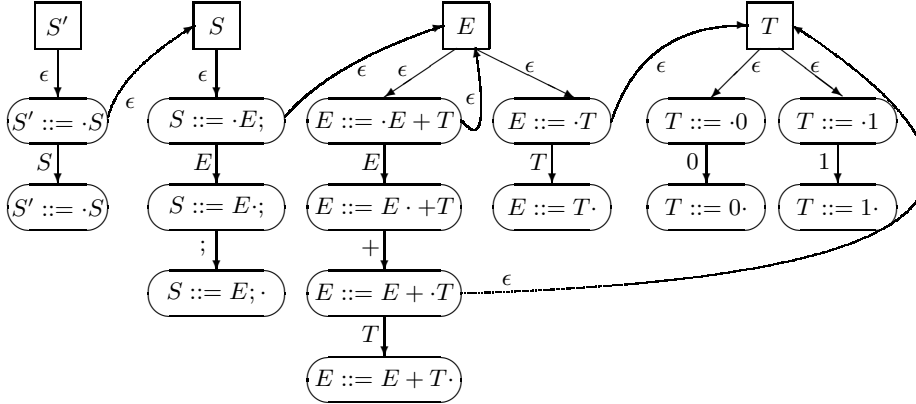 S′ S E T
ϵ ϵ ϵ ϵ ϵ ϵ ϵ ϵ ϵ ϵ ϵ
S′ ::= ·S S ::= ·E; E ::= ·E + T E ::= ·T T ::= ·0 T ::= ·1
S E E T 0 1
S′ ::= ·S S ::= E·; E ::= E · +T E ::= T· T ::= 0· T ::= 1·
; +
S ::= E; · E ::= E + ·T ϵ
T
E ::= E + T·